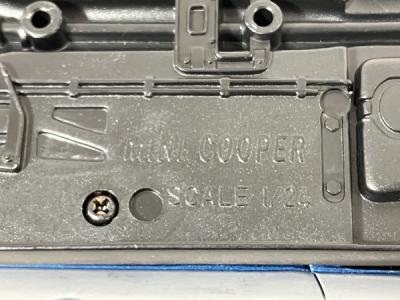 MINI COOPER
SCALE 1/24